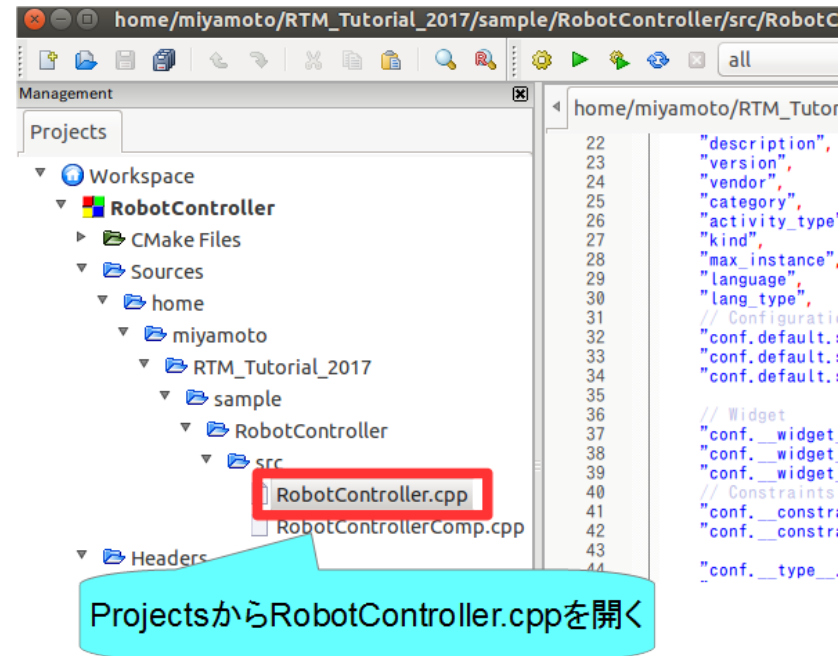 home/miyamoto/RTM_Tutorial_2017/sample/RobotController/src/RobotC
all
Management
Projects
Workspace
RobotController
CMake Files
Sources
home
miyamoto
RTM_Tutorial_2017
sample
RobotController
src
RobotController.cpp
RobotControllerComp.cpp
Headers
home/miyamoto/RTM_Tutor
22 "description",
23 "version",
24 "vendor",
25 "category",
26 "activity_type"
27 "kind",
28 "max_instance",
29 "language",
30 "lang_type",
31 // Configuratio
32 "conf.default.s
33 "conf.default.s
34 "conf.default.s
35
36 // Widget
37 "conf.__widget_
38 "conf.__widget_
39 "conf.__widget_
40 // Constraints
41 "conf.__constra
42 "conf.__constra
43
44 "conf.__type__.
ProjectsからRobotController.cppを開く